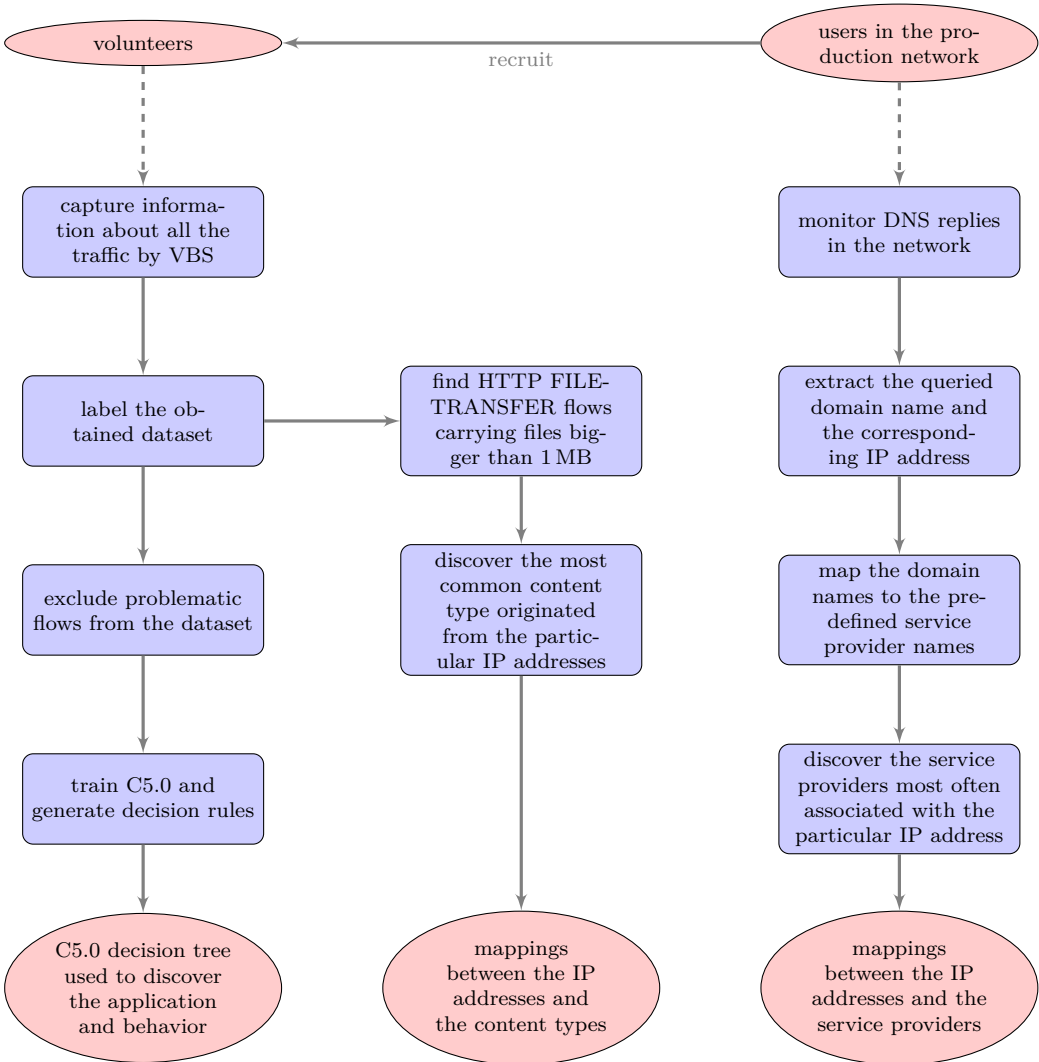 volunteers
users in the pro-
duction network
recruit
capture informa-
tion about all the
traffic by VBS
monitor DNS replies
in the network
label the ob-
tained dataset
find HTTP FILE-
TRANSFER flows
carrying files big-
ger than 1 MB
extract the queried
domain name and
the correspond-
ing IP address
exclude problematic
flows from the dataset
discover the most
common content
type originated
from the partic-
ular IP addresses
map the domain
names to the pre-
defined service
provider names
train C5.0 and
generate decision rules
discover the service
providers most often
associated with the
particular IP address
C5.0 decision tree
used to discover
the application
and behavior
mappings
between the IP
addresses and
the content types
mappings
between the IP
addresses and the
service providers